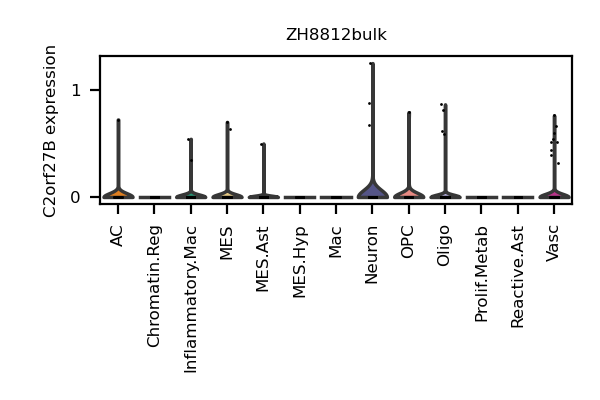 ZH8812bulk
C2orf27B expression
1
0
AC
Chromatin.Reg
Inflammatory.Mac
MES
MES.Ast
MES.Hyp
Mac
Neuron
OPC
Oligo
Prolif.Metab
Reactive.Ast
Vasc